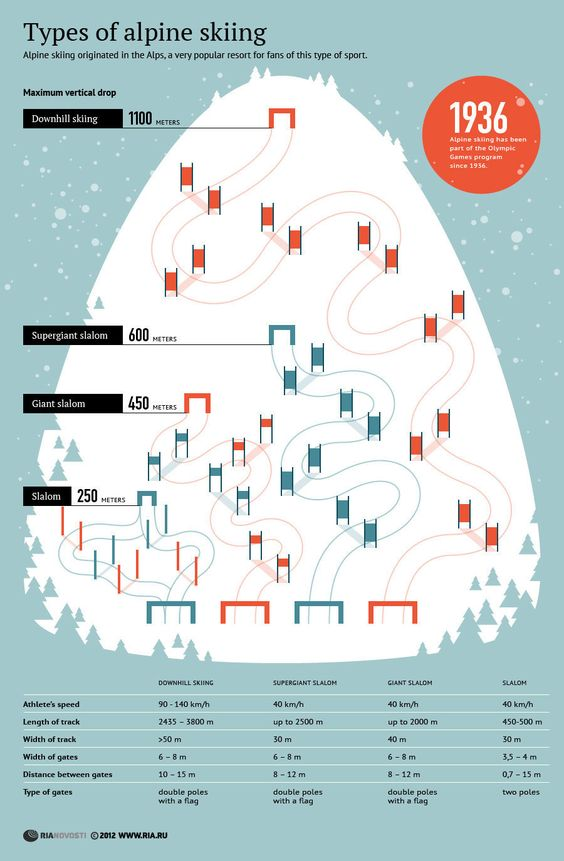 Types of alpine skiing
Alpine skiing originated in the Alps, a very popular resort for fans of this type of sport.
Maximum vertical drop
Downhill skiing 1100 METERS
1936
Alpine skiing has been
part of the Olympic
Games program
since 1936.
Supergiant slalom 600 METERS
Giant slalom 450 METERS
Slalom 250 METERS
DOWNHILL SKIING SUPERGIANT SLALOM GIANT SLALOM SLALOM
Athlete's speed 90 - 140 km/h 40 km/h 40 km/h 40 km/h
Length of track 2435 – 3800 m up to 2500 m up to 2000 m 450-500 m
Width of track >50 m 30 m 40 m 30 m
Width of gates 6 – 8 m 6 – 8 m 6 – 8 m 3,5 – 4 m
Distance between gates 10 – 15 m 8 – 12 m 8 – 12 m 0,7 – 15 m
Type of gates double poles double poles double poles two poles
with a flag with a flag with a flag
RIANOVOSTI © 2012 WWW.RIA.RU